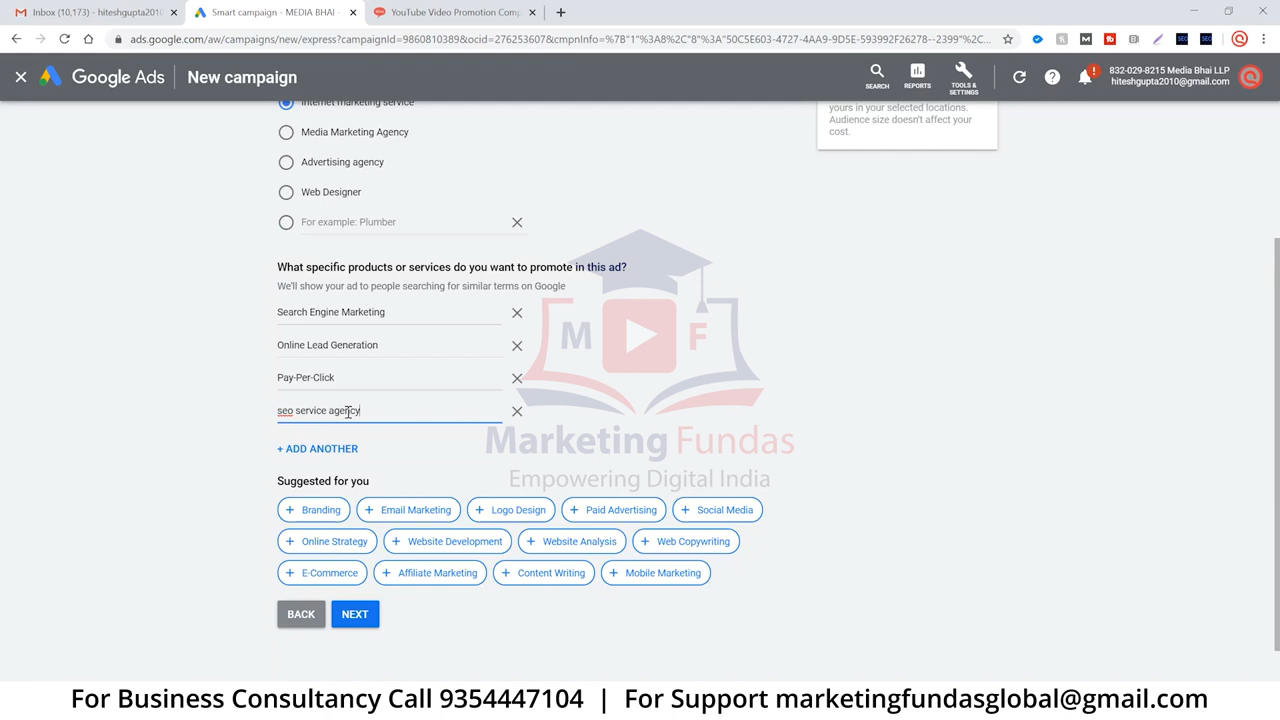 Inbox (10,173) - hiteshgupta2010
Smart campaign - MEDIA BHAI -
YouTube Video Promotion Comp
ads.google.com/aw/campaigns/new/express?campaignId=9860810389&ocid=276253607&cmpnInfo=%7B"1"%3A8%2C"8"%3A"50C5E603-4727-4AA9-9D5E-593992F26278--2399"%2C...
Google Ads
New campaign
SEARCH
REPORTS
TOOLS & SETTINGS
832-029-8215 Media Bhai LLP
hiteshgupta2010@gmail.com
Internet marketing service
yours in your selected locations.
Audience size doesn't affect your
cost.
Media Marketing Agency
Advertising agency
Web Designer
For example: Plumber
What specific products or services do you want to promote in this ad?
We'll show your ad to people searching for similar terms on Google
Search Engine Marketing
Online Lead Generation
Pay-Per-Click
seo service agency
+ ADD ANOTHER
M F
Marketing Fundas
Empowering Digital India
Suggested for you
+ Branding + Email Marketing + Logo Design + Paid Advertising + Social Media
+ Online Strategy + Website Development + Website Analysis + Web Copywriting
+ E-Commerce + Affiliate Marketing + Content Writing + Mobile Marketing
BACK NEXT
For Business Consultancy Call 9354447104 | For Support marketingfundasglobal@gmail.com